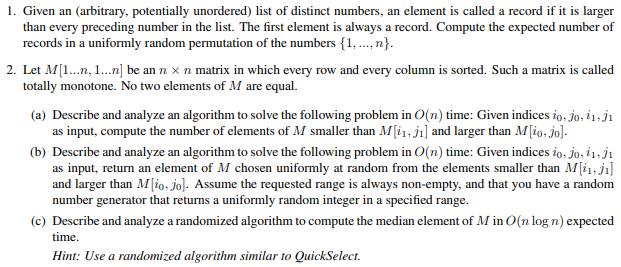 1. Given an (arbitrary, potentially unordered) list of distinct numbers, an element is called a record if it is larger
than every preceding number in the list. The first element is always a record. Compute the expected number of
records in a uniformly random permutation of the numbers {1, ..., n}.
2. Let M[1...n, 1...n] be an n × n matrix in which every row and every column is sorted. Such a matrix is called
totally monotone. No two elements of M are equal.
(a) Describe and analyze an algorithm to solve the following problem in O(n) time: Given indices i₀, j₀, i₁, j₁
as input, compute the number of elements of M smaller than M[i₁, j₁] and larger than M[i₀, j₀].
(b) Describe and analyze an algorithm to solve the following problem in O(n) time: Given indices i₀, j₀, i₁, j₁
as input, return an element of M chosen uniformly at random from the elements smaller than M[i₁, j₁]
and larger than M[i₀, j₀]. Assume the requested range is always non-empty, and that you have a random
number generator that returns a uniformly random integer in a specified range.
(c) Describe and analyze a randomized algorithm to compute the median element of M in O(n log n) expected
time.
Hint: Use a randomized algorithm similar to QuickSelect.